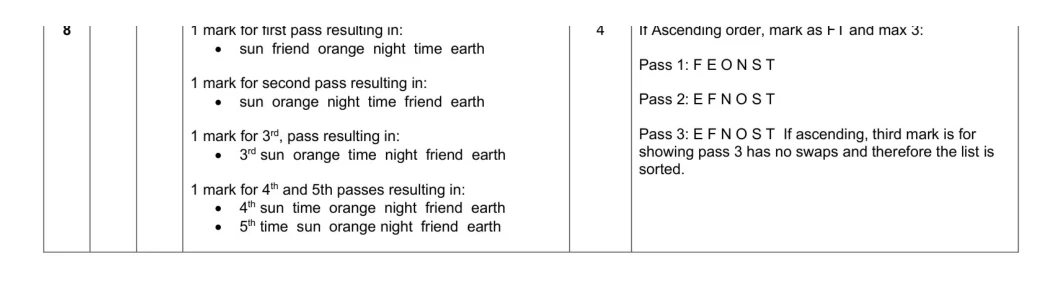 8
1 mark for first pass resulting in:
• sun friend orange night time earth
1 mark for second pass resulting in:
• sun orange night time friend earth
1 mark for 3rd, pass resulting in:
• 3rd sun orange time night friend earth
1 mark for 4th and 5th passes resulting in:
• 4th sun time orange night friend earth
• 5th time sun orange night friend earth
4
If Ascending order, mark as FT and max 3:
Pass 1: F E O N S T
Pass 2: E F N O S T
Pass 3: E F N O S T If ascending, third mark is for
showing pass 3 has no swaps and therefore the list is
sorted.